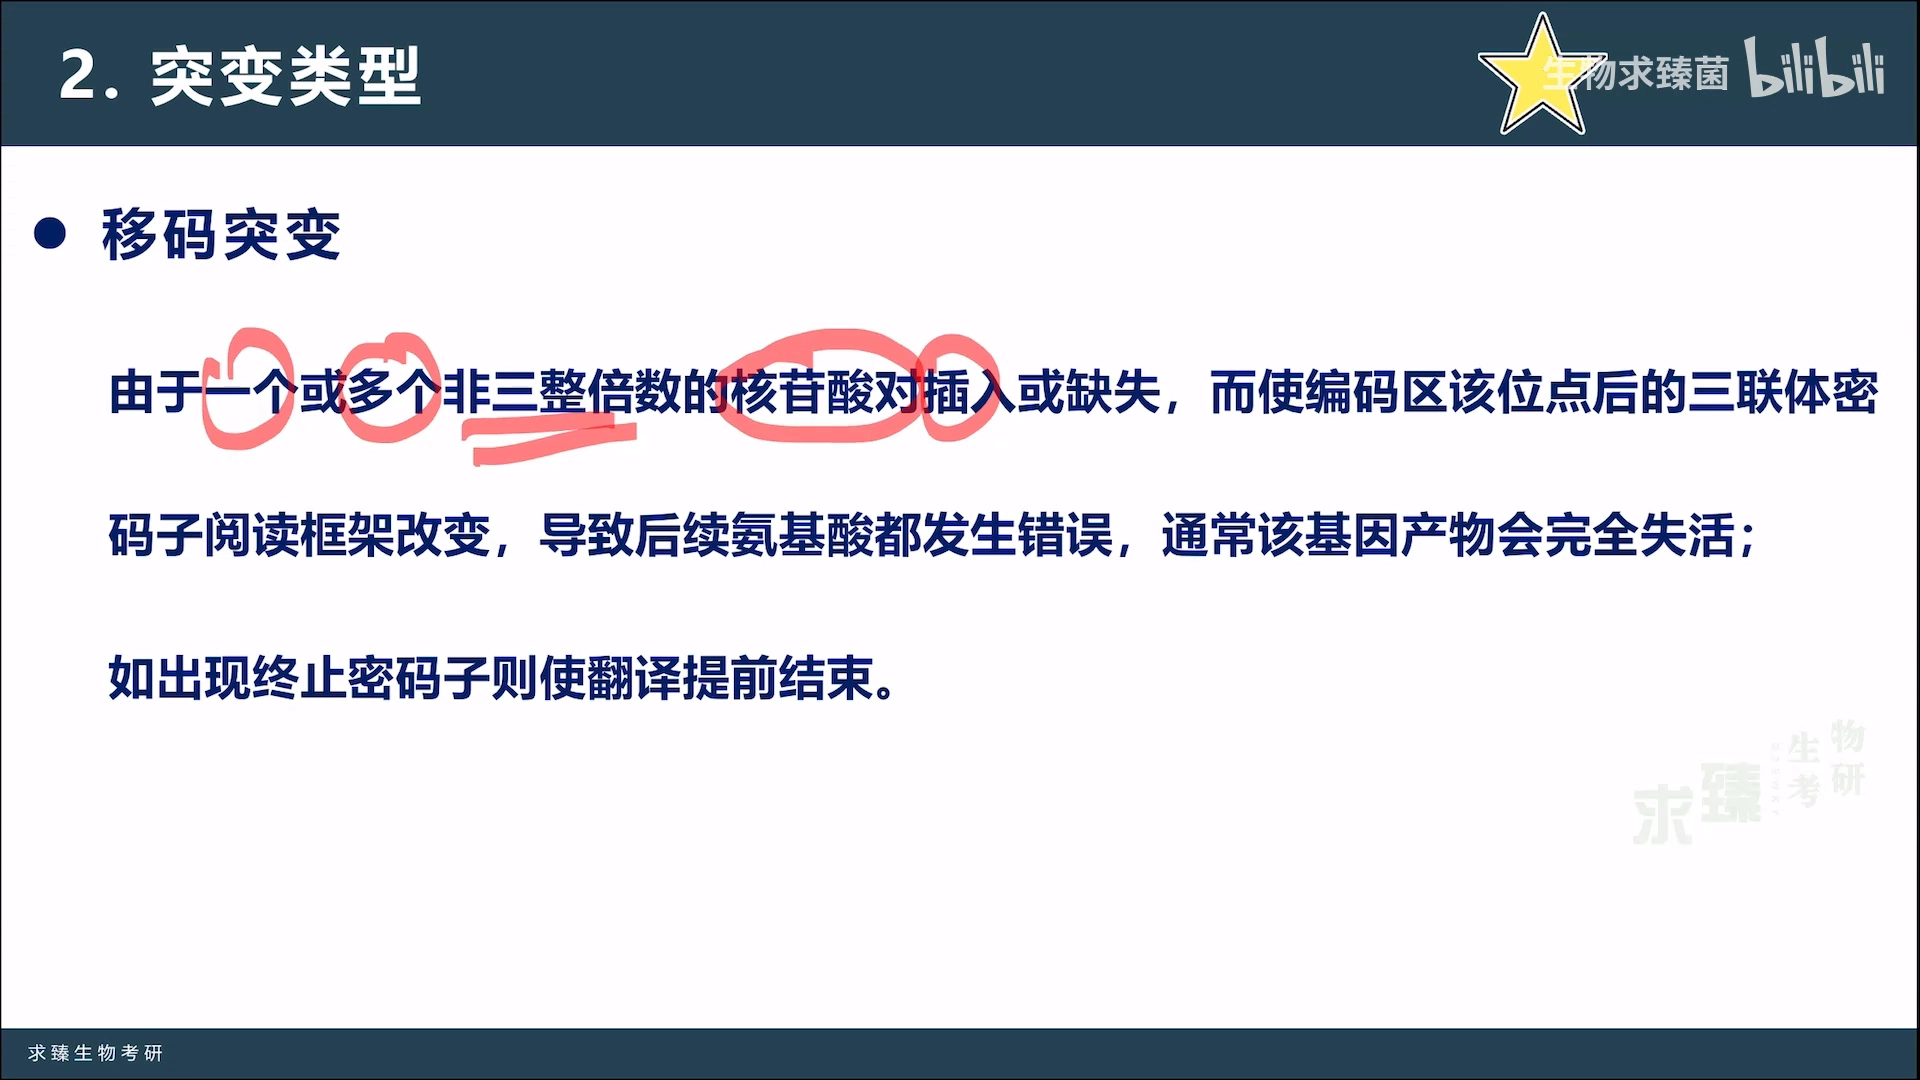 2. 突变类型
生物求臻菌 bilibili
移码突变
由于一个或多个非三整倍数的核苷酸对插入或缺失，而使编码区该位点后的三联体密
码子阅读框架改变，导致后续氨基酸都发生错误，通常该基因产物会完全失活；
如出现终止密码子则使翻译提前结束。
求臻
生物考研
求臻生物考研